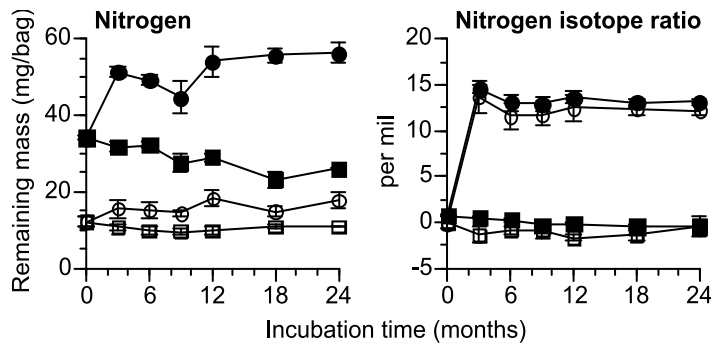 Nitrogen
Nitrogen isotope ratio
Remaining mass (mg/bag)
60
40
20
0
0 6 12 18 24
per mil
20
15
10
5
0
-5
0 6 12 18 24
Incubation time (months)